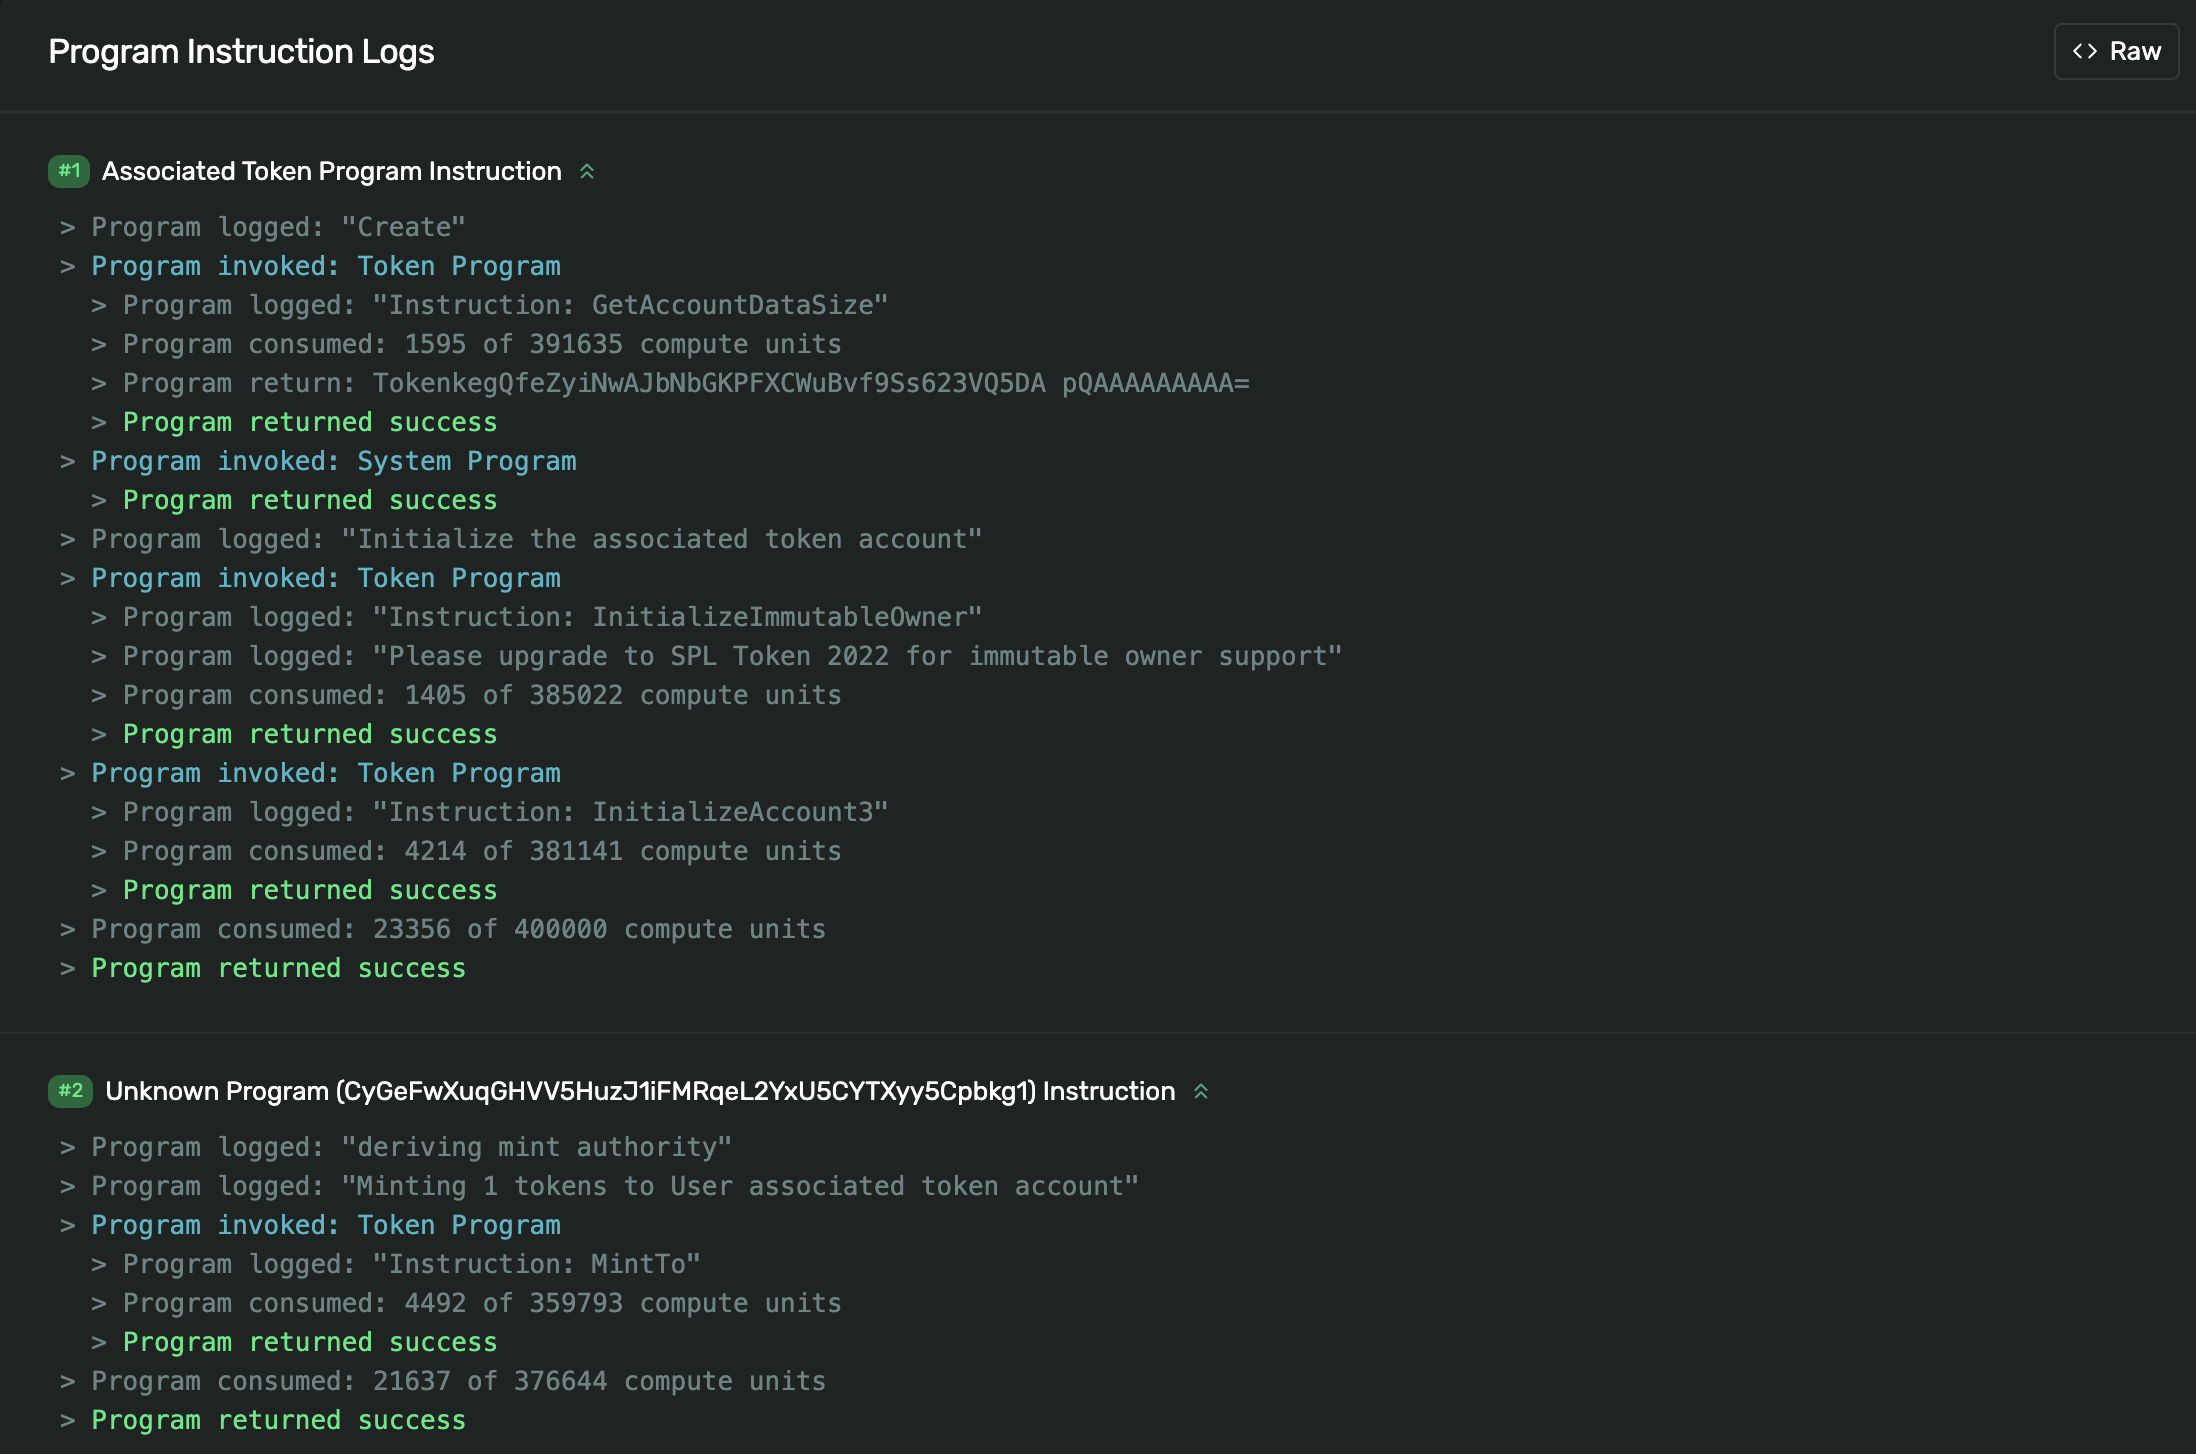 Program Instruction Logs
<> Raw
#1 Associated Token Program Instruction
> Program logged: "Create"
> Program invoked: Token Program
> Program logged: "Instruction: GetAccountDataSize"
> Program consumed: 1595 of 391635 compute units
> Program return: TokenkegQfeZyiNwAJbNbGKPFXCWuBvf9Ss623VQ5DA pQAAAAAAAAA=
> Program returned success
> Program invoked: System Program
> Program returned success
> Program logged: "Initialize the associated token account"
> Program invoked: Token Program
> Program logged: "Instruction: InitializeImmutableOwner"
> Program logged: "Please upgrade to SPL Token 2022 for immutable owner support"
> Program consumed: 1405 of 385022 compute units
> Program returned success
> Program invoked: Token Program
> Program logged: "Instruction: InitializeAccount3"
> Program consumed: 4214 of 381141 compute units
> Program returned success
> Program consumed: 23356 of 400000 compute units
> Program returned success
#2 Unknown Program (CyGeFwXuqGHVV5HuzJ1iFMRqeL2YxU5CYTXyy5Cpbkg1) Instruction
> Program logged: "deriving mint authority"
> Program logged: "Minting 1 tokens to User associated token account"
> Program invoked: Token Program
> Program logged: "Instruction: MintTo"
> Program consumed: 4492 of 359793 compute units
> Program returned success
> Program consumed: 21637 of 376644 compute units
> Program returned success